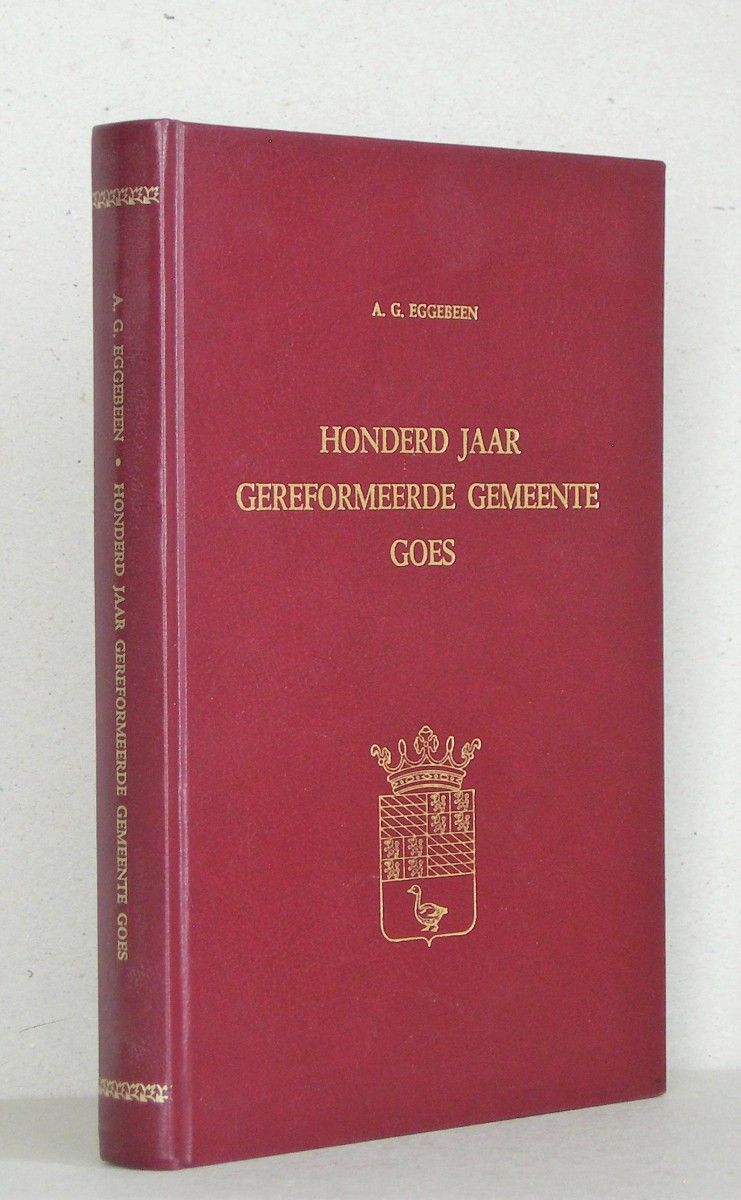 A. G. EGGEBEEN
HONDERD JAAR
GEREFORMEERDE GEMEENTE
GOES
A. G. EGGEBEEN • HONDERD JAAR GEREFORMEERDE GEMEENTE GOES